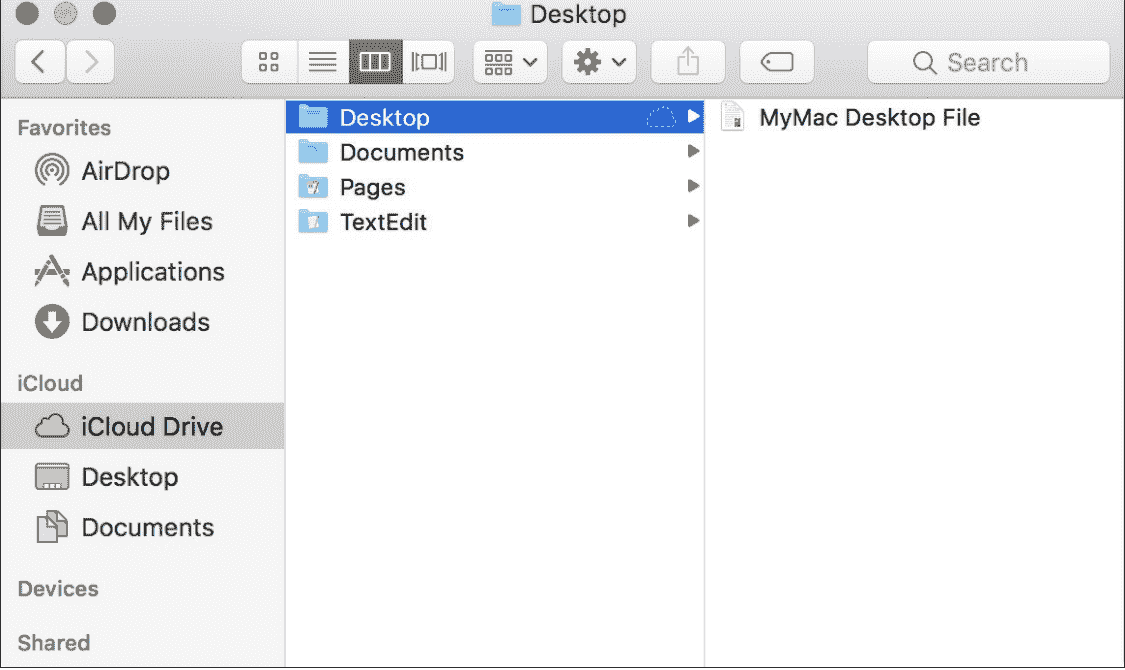 Desktop
Search
Favorites
AirDrop
All My Files
Applications
Downloads
iCloud
iCloud Drive
Desktop
Documents
Devices
Shared
Desktop
Documents
Pages
TextEdit
MyMac Desktop File